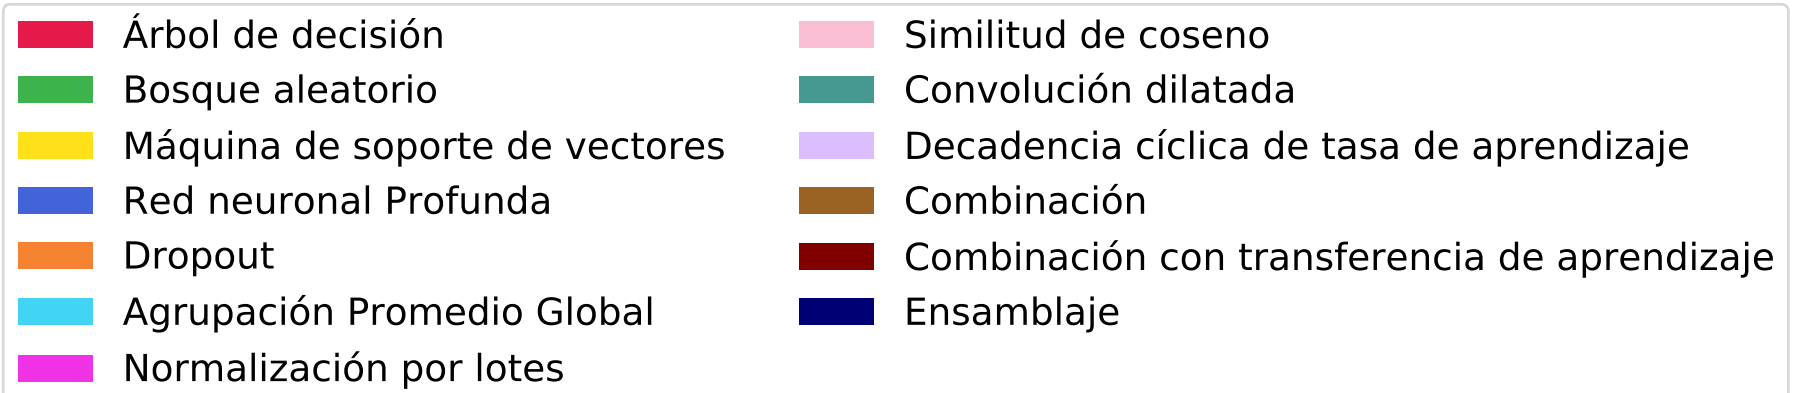 Árbol de decisión
Bosque aleatorio
Máquina de soporte de vectores
Red neuronal Profunda
Dropout
Agrupación Promedio Global
Normalización por lotes
Similitud de coseno
Convolución dilatada
Decadencia cíclica de tasa de aprendizaje
Combinación
Combinación con transferencia de aprendizaje
Ensamblaje